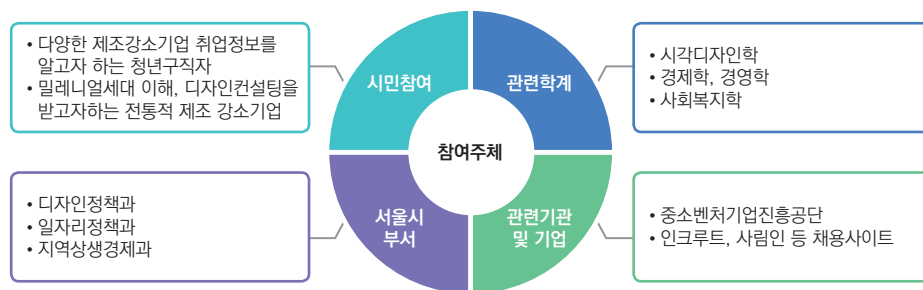 • 다양한 제조강소기업 취업정보를
알고자 하는 청년구직자
• 밀레니얼세대 이해, 디자인컨설팅을
받고자하는 전통적 제조 강소기업
시민참여
관련학계
• 시각디자인학
• 경제학, 경영학
• 사회복지학
참여주체
• 디자인정책과
• 일자리정책과
• 지역상생경제과
서울시
부서
관련기관
및 기업
• 중소벤처기업진흥공단
• 인크루트, 사림인 등 채용사이트